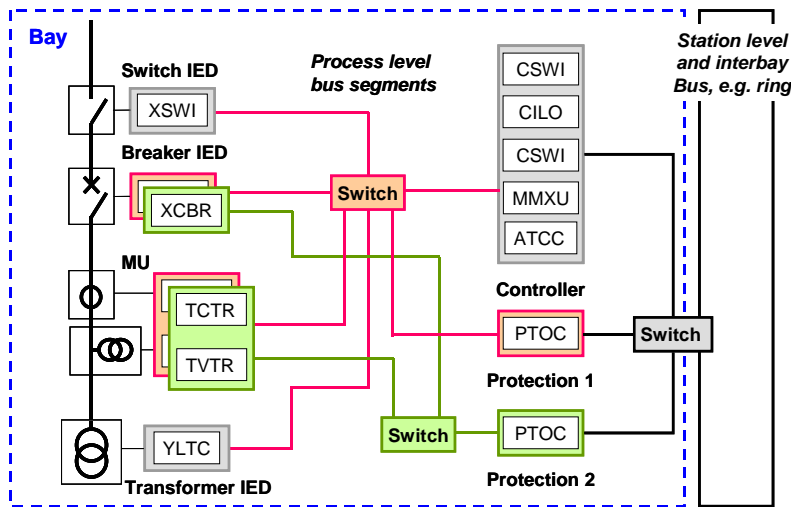 Bay
Station level
and interbay
Bus, e.g. ring
Process level
bus segments
Switch IED
XSWI
Breaker IED
XCBR
MU
TCTR
TVTR
YLTC
Transformer IED
Switch
Switch
CSWI
CILO
CSWI
MMXU
ATCC
Controller
PTOC
Protection 1
PTOC
Protection 2
Switch